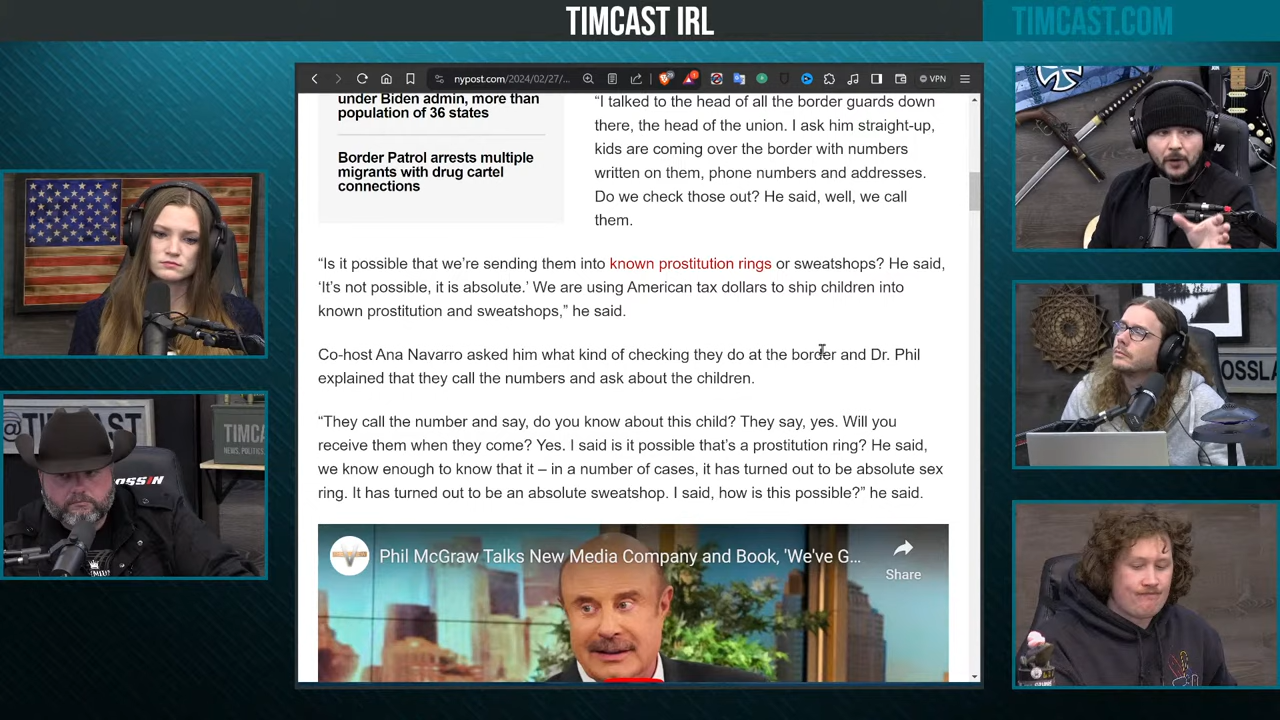 TIMCAST IRL
TIMCAST.COM
nypost.com/2024/02/27/...
VPN
under Biden admin, more than
population of 36 states
Border Patrol arrests multiple
migrants with drug cartel
connections
“I talked to the head of all the border guards down
there, the head of the union. I ask him straight-up,
kids are coming over the border with numbers
written on them, phone numbers and addresses.
Do we check those out? He said, well, we call
them.
“Is it possible that we’re sending them into known prostitution rings or sweatshops? He said,
‘It’s not possible, it is absolute.’ We are using American tax dollars to ship children into
known prostitution and sweatshops,” he said.
Co-host Ana Navarro asked him what kind of checking they do at the border and Dr. Phil
explained that they call the numbers and ask about the children.
“They call the number and say, do you know about this child? They say, yes. Will you
receive them when they come? Yes. I said is it possible that’s a prostitution ring? He said,
we know enough to know that it – in a number of cases, it has turned out to be absolute sex
ring. It has turned out to be an absolute sweatshop. I said, how is this possible?” he said.
Phil McGraw Talks New Media Company and Book, 'We've G...
Share
@TIMCAST
TIMCA
NEWS, POLITICS
OSSIN
OSSLA